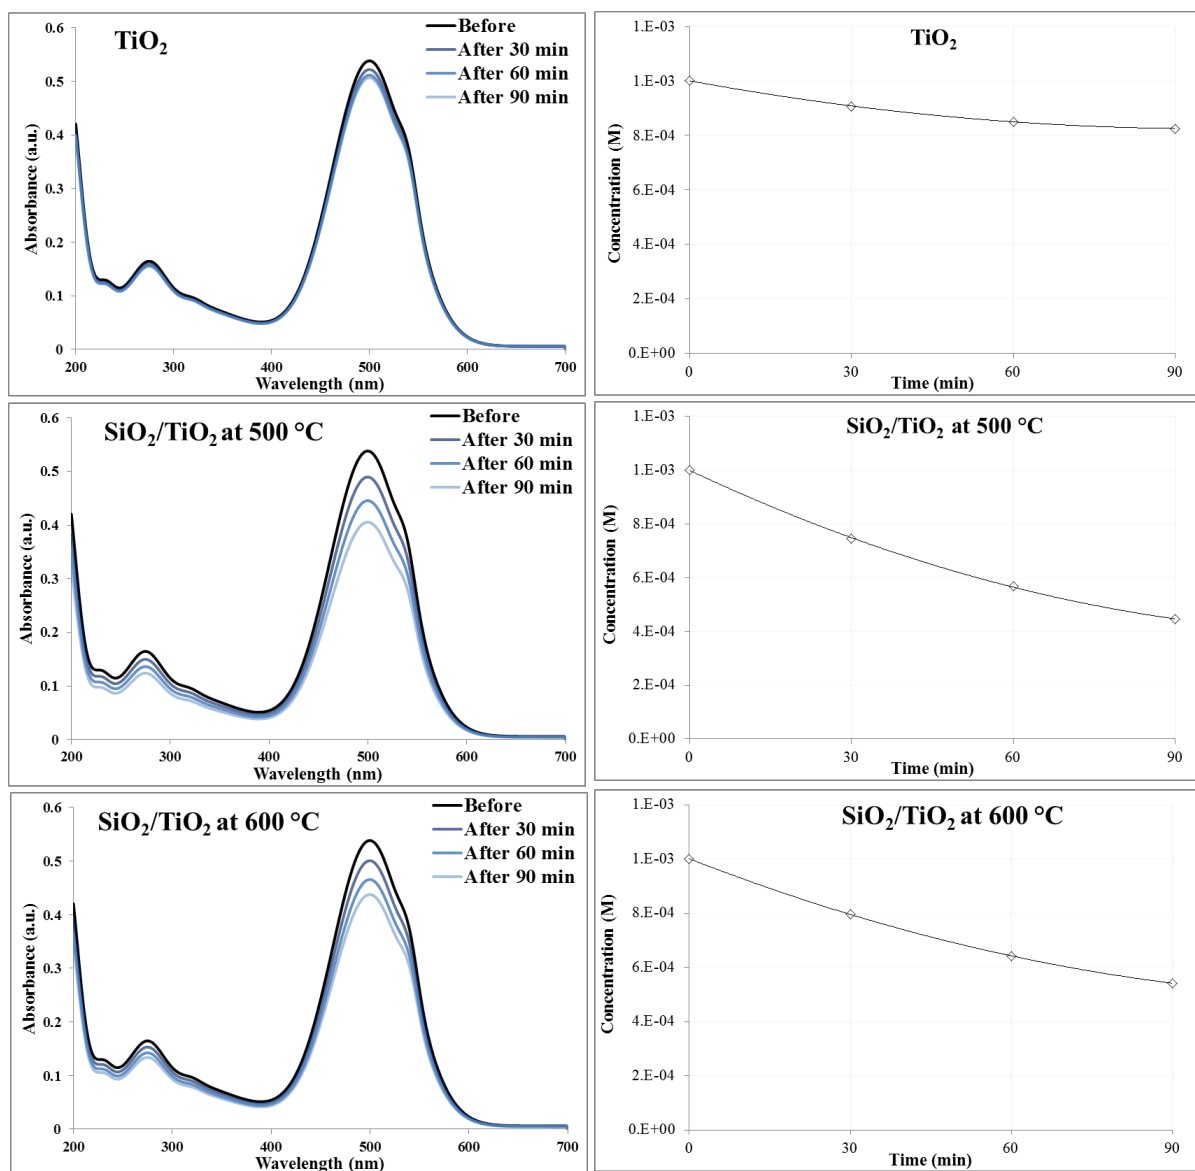 TiO2
Before
After 30 min
After 60 min
After 90 min
0.6
0.5
0.4
0.3
0.2
0.1
0
Absorbance (a.u.)
200
300
400
500
600
700
Wavelength (nm)
TiO2
1.E-03
1.E-03
8.E-04
6.E-04
4.E-04
2.E-04
0.E+00
Concentration (M)
0
30
60
90
Time (min)
SiO2/TiO2 at 500 °C
Before
After 30 min
After 60 min
After 90 min
0.6
0.5
0.4
0.3
0.2
0.1
0
Absorbance (a.u.)
200
300
400
500
600
700
Wavelength (nm)
SiO2/TiO2 at 500 °C
1.E-03
1.E-03
8.E-04
6.E-04
4.E-04
2.E-04
0.E+00
Concentration (M)
0
30
60
90
Time (min)
SiO2/TiO2 at 600 °C
Before
After 30 min
After 60 min
After 90 min
0.6
0.5
0.4
0.3
0.2
0.1
0
Absorbance (a.u.)
200
300
400
500
600
700
Wavelength (nm)
SiO2/TiO2 at 600 °C
1.E-03
1.E-03
8.E-04
6.E-04
4.E-04
2.E-04
0.E+00
Concentration (M)
0
30
60
90
Time (min)